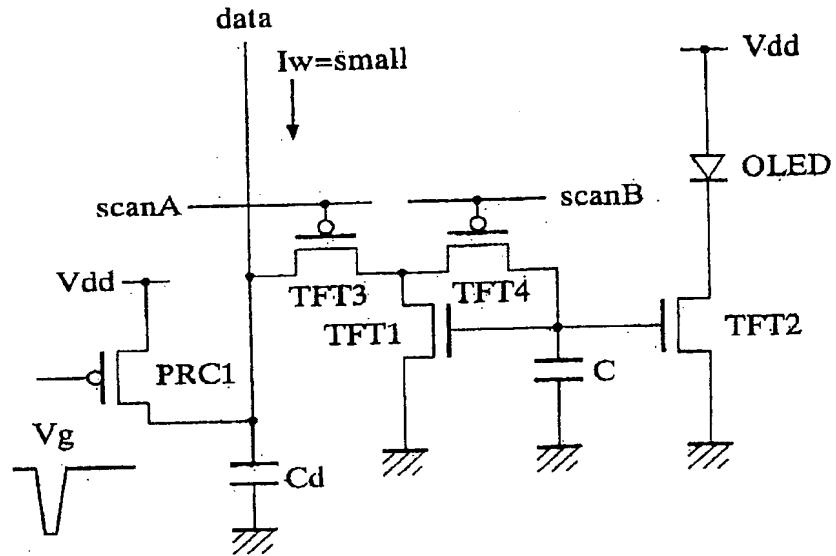 data
Iw=small
Vdd
OLED
scanA
scanB
Vdd
TFT3
TFT4
TFT1
TFT2
PRC1
C
Vg
Cd